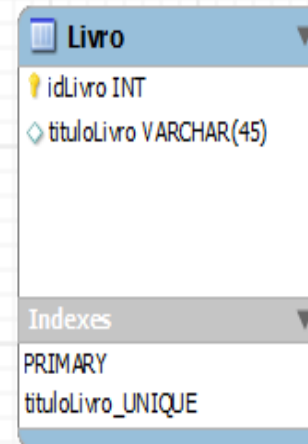 Livro
idLivro INT
tituloLivro VARCHAR(45)
Indexes
PRIMARY
tituloLivro_UNIQUE